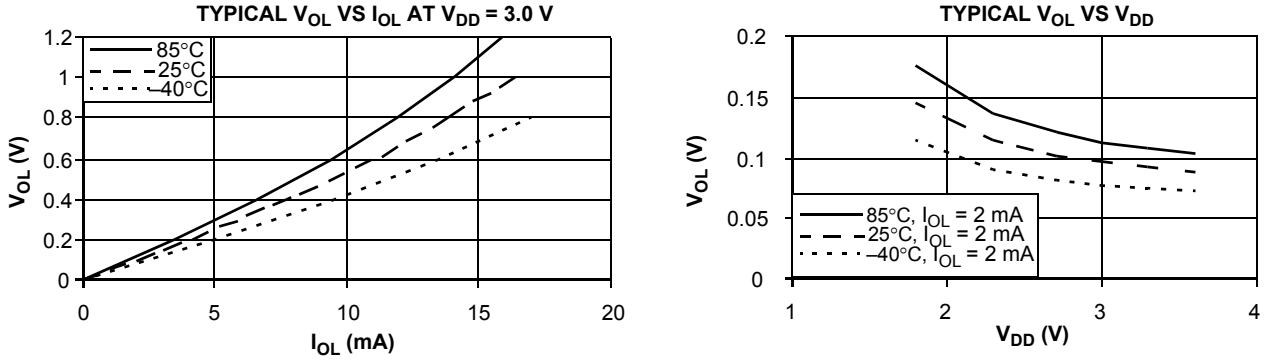 TYPICAL VOL VS IOL AT VDD = 3.0 V
1.2
1
0.8
0.6
0.4
0.2
0
VOL (V)
85°C
25°C
–40°C
0
5
10
15
20
IOL (mA)
TYPICAL VOL VS VDD
0.2
0.15
0.1
0.05
0
VOL (V)
85°C, IOL = 2 mA
25°C, IOL = 2 mA
–40°C, IOL = 2 mA
1
2
3
4
VDD (V)